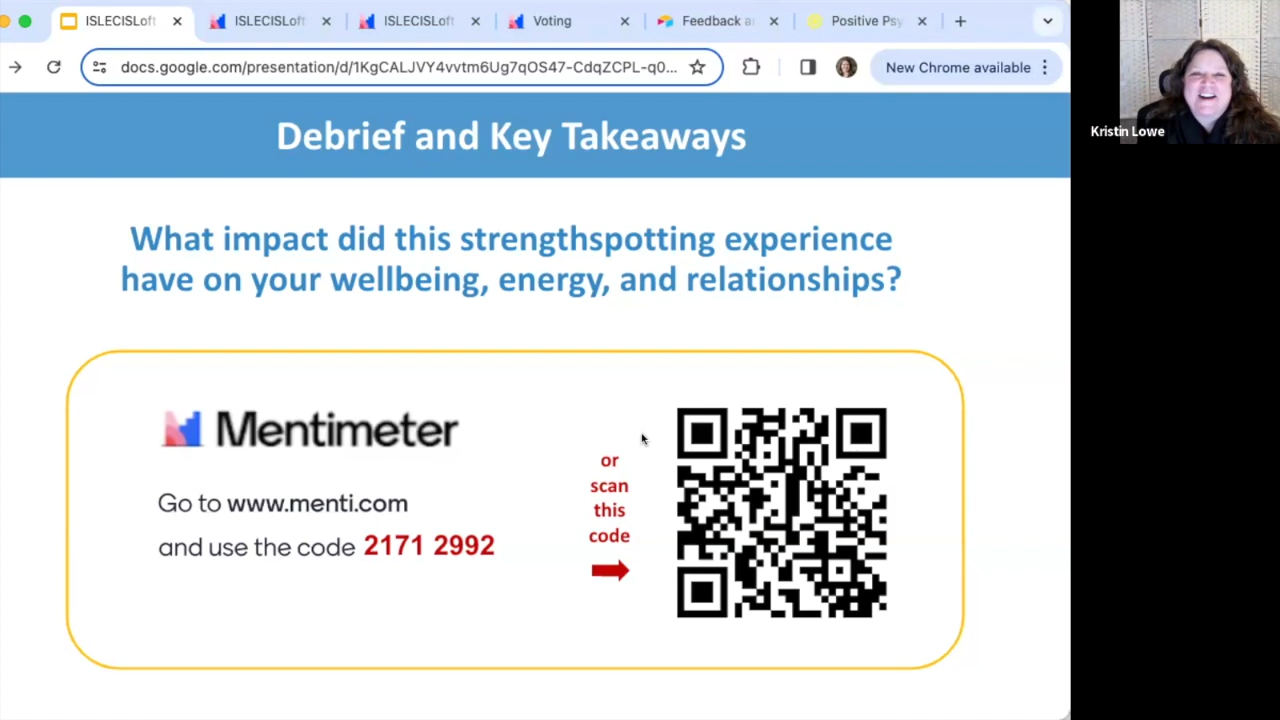 ISLECISLoft
ISLECISLoft
ISLECISLoft
Voting
Feedback a
Positive Psy
docs.google.com/presentation/d/1KgCALJVY4vvtm6Ug7qOS47-CdqZCPL-q0...
New Chrome available
Kristin Lowe
Debrief and Key Takeaways
What impact did this strengthspotting experience
have on your wellbeing, energy, and relationships?
Mentimeter
Go to www.menti.com
and use the code 2171 2992
or
scan
this
code